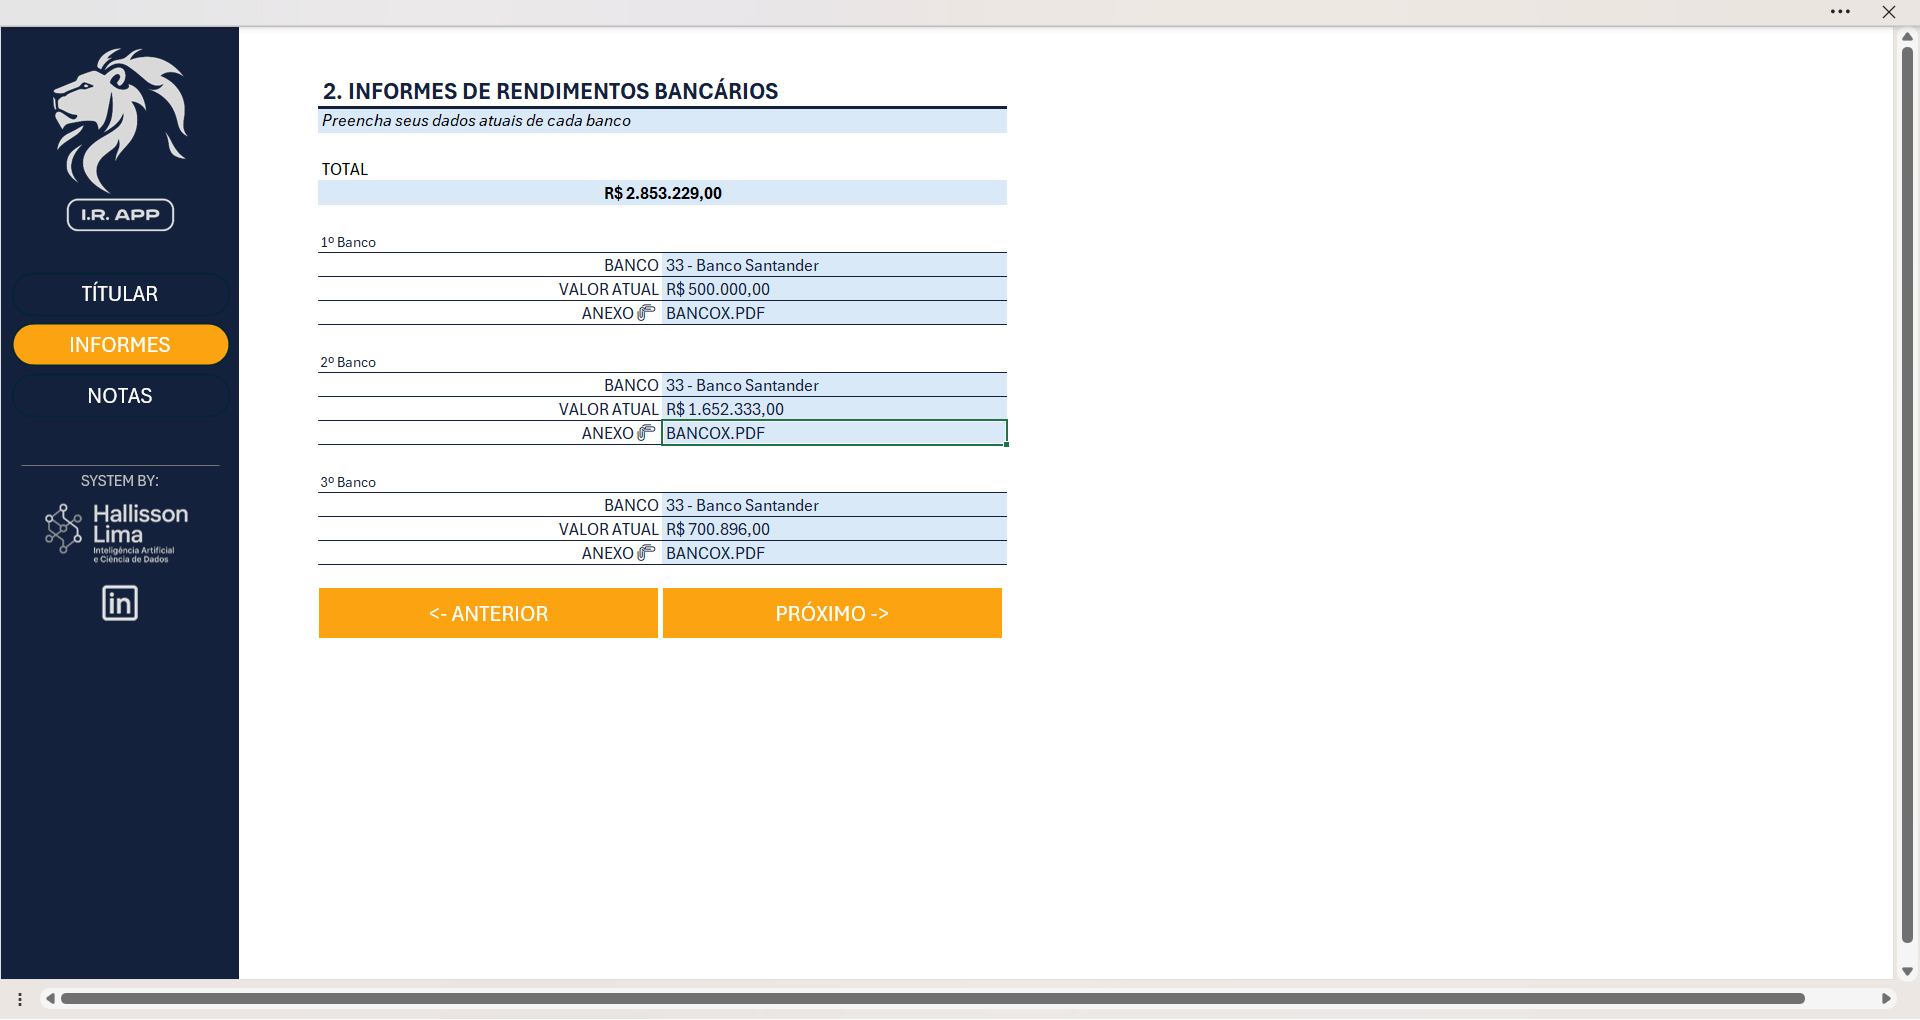 I.R. APP
TÍTULAR
INFORMES
NOTAS
SYSTEM BY:
Hallisson
Lima
Inteligência Artificial
e Ciência de Dados
in
2. INFORMES DE RENDIMENTOS BANCÁRIOS
Preencha seus dados atuais de cada banco
TOTAL
R$ 2.853.229,00
1º Banco
BANCO 33 - Banco Santander
VALOR ATUAL R$ 500.000,00
ANEXO BANCOX.PDF
2º Banco
BANCO 33 - Banco Santander
VALOR ATUAL R$ 1.652.333,00
ANEXO BANCOX.PDF
3º Banco
BANCO 33 - Banco Santander
VALOR ATUAL R$ 700.896,00
ANEXO BANCOX.PDF
<- ANTERIOR PRÓXIMO ->